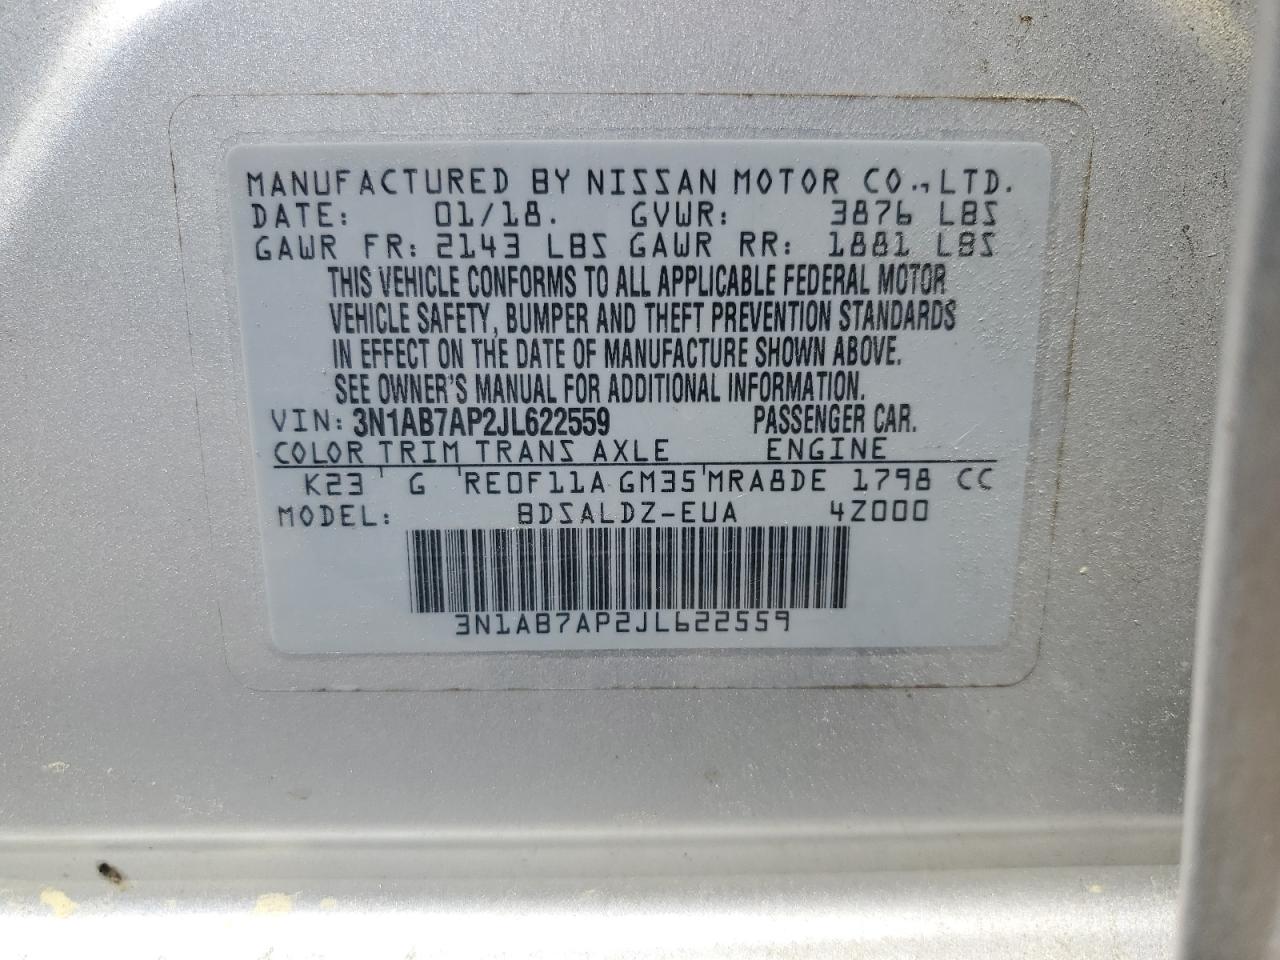 MANUFACTURED BY NISSAN MOTOR CO., LTD.
DATE: 01/18. GVWR: 3876 LBS
GAWR FR: 2143 LBS GAWR RR: 1881 LBS
THIS VEHICLE CONFORMS TO ALL APPLICABLE FEDERAL MOTOR
VEHICLE SAFETY, BUMPER AND THEFT PREVENTION STANDARDS
IN EFFECT ON THE DATE OF MANUFACTURE SHOWN ABOVE.
SEE OWNER'S MANUAL FOR ADDITIONAL INFORMATION.
VIN: 3N1AB7AP2JL622559 PASSENGER CAR.
COLOR TRIM TRANS AXLE ENGINE
K23 ' G 'RE0F11A GM35'MRA8DE 1798 CC
MODEL: BDSALDZ-EUA 4Z000
3N1AB7AP2JL622559